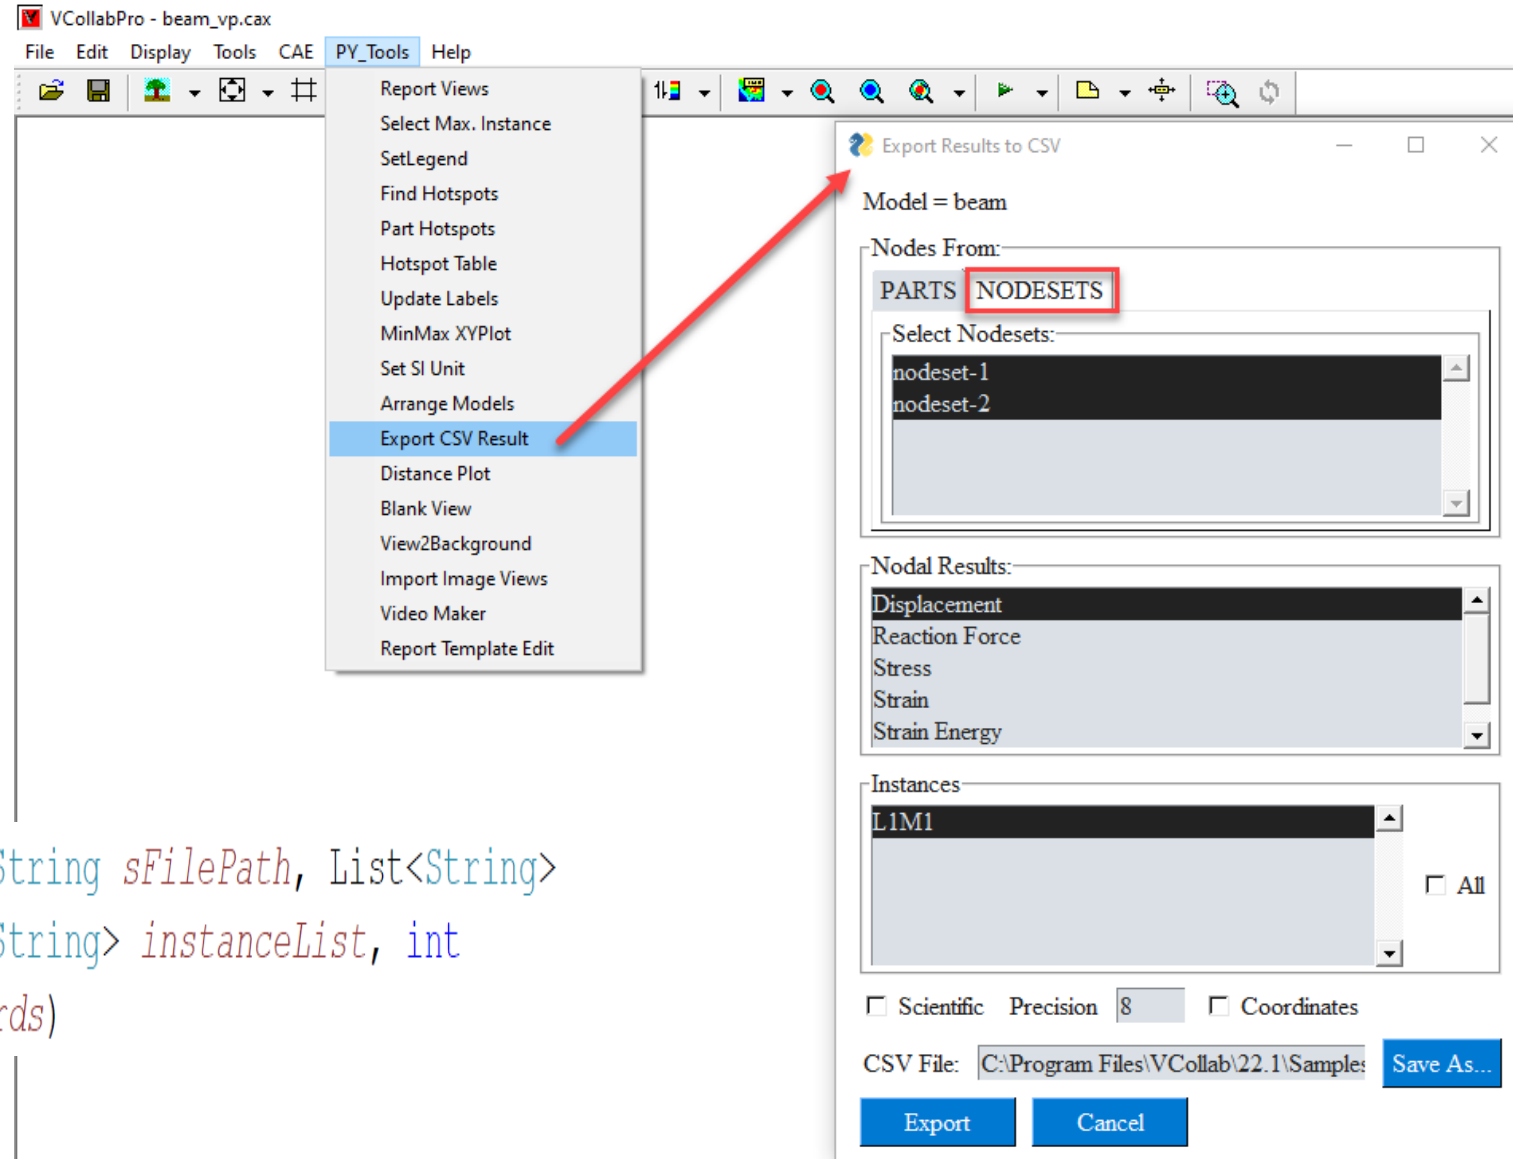 VCollabPro - beam_vp.cax
File Edit Display Tools CAE PY_Tools Help
Report Views
Select Max. Instance
SetLegend
Find Hotspots
Part Hotspots
Hotspot Table
Update Labels
MinMax XYPlot
Set SI Unit
Arrange Models
Export CSV Result
Distance Plot
Blank View
View2Background
Import Image Views
Video Maker
Report Template Edit
Export Results to CSV
Model = beam
Nodes From:
PARTS NODESETS
Select Nodesets:
nodeset-1
nodeset-2
Nodal Results:
Displacement
Reaction Force
Stress
Strain
Strain Energy
Instances
L1M1
All
Scientific Precision 8 Coordinates
CSV File: C:\Program Files\VCollab\22.1\Samples Save As...
Export Cancel
String sFilePath, List<String>
String> instanceList, int
rds)